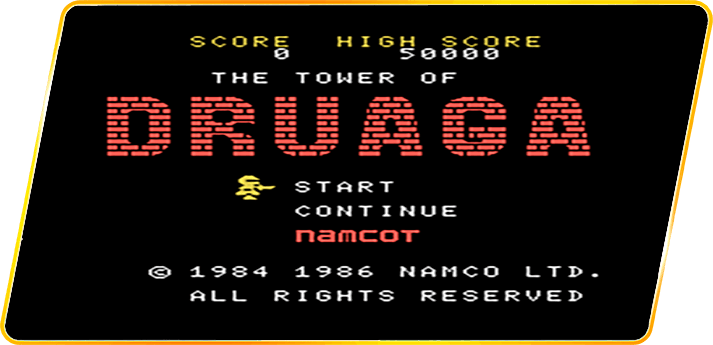 SCORE HIGH SCORE
0 50000
THE TOWER OF
DRUAGA
START
CONTINUE
namcot
© 1984 1986 NAMCO LTD.
ALL RIGHTS RESERVED